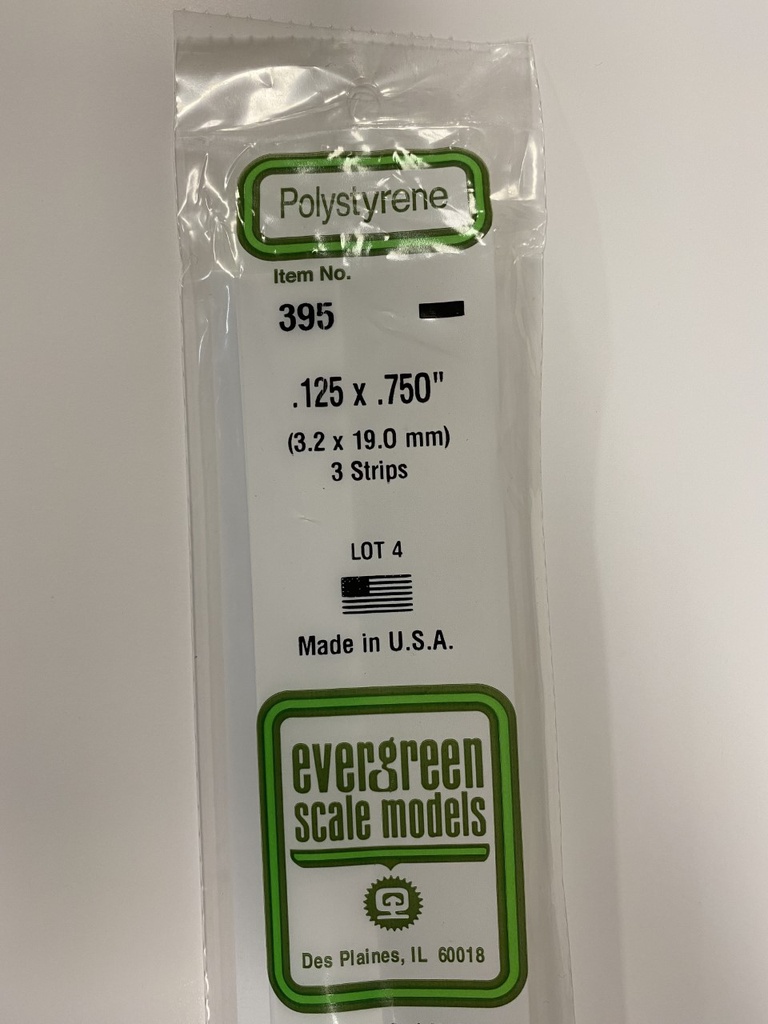 Polystyrene
Item No.
395
.125 x .750"
(3.2 x 19.0 mm)
3 Strips
LOT 4
Made in U.S.A.
evergreen
scale models
Des Plaines, IL 60018